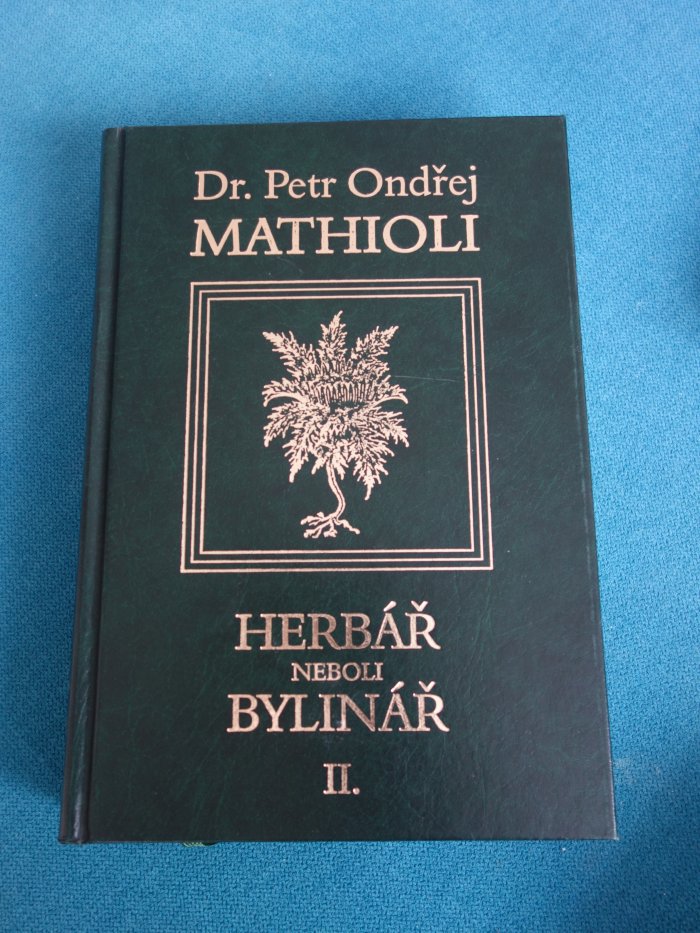 Dr. Petr Ondřej
MATHIOLI
HERBÁŘ
NEBOLI
BYLINÁŘ
II.